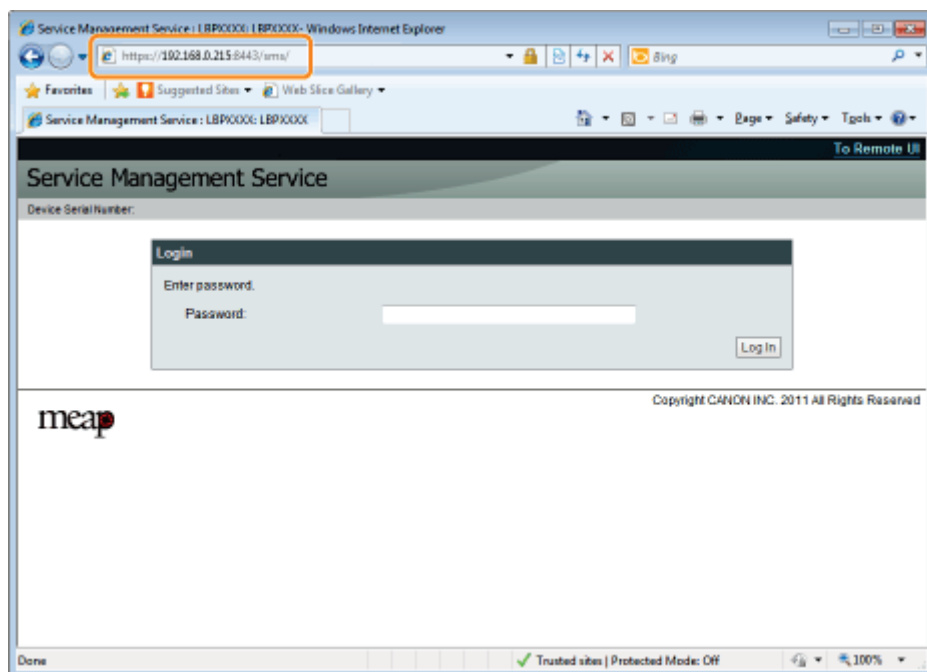 Service Management Service : LBPXXXX: LBPXXXX - Windows Internet Explorer
https://192.168.0.215:8443/sms/
Bing
Favorites Suggested Sites Web Slice Gallery
Service Management Service : LBPXXXX: LBPXXXX
Page Safety Tools
To Remote UI
Service Management Service
Device Serial Number:
Login
Enter password.
Password:
Log In
Copyright CANON INC. 2011 All Rights Reserved
meap
Done
Trusted sites | Protected Mode: Off
100%